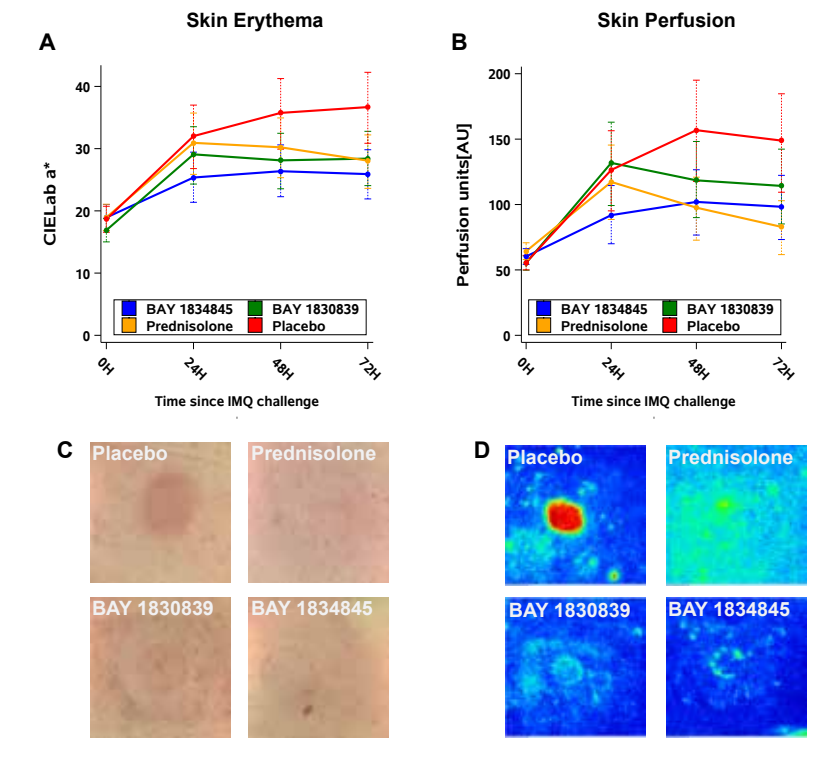 Skin Erythema
A
CIELab a*
40
30
20
10
0
BAY 1834845
BAY 1830839
Prednisolone
Placebo
0H
24H
48H
72H
Time since IMQ challenge
Skin Perfusion
B
Perfusion units[AU]
200
150
100
50
0
BAY 1834845
BAY 1830839
Prednisolone
Placebo
0H
24H
48H
72H
Time since IMQ challenge
C
Placebo
Prednisolone
BAY 1830839
BAY 1834845
D
Placebo
Prednisolone
BAY 1830839
BAY 1834845